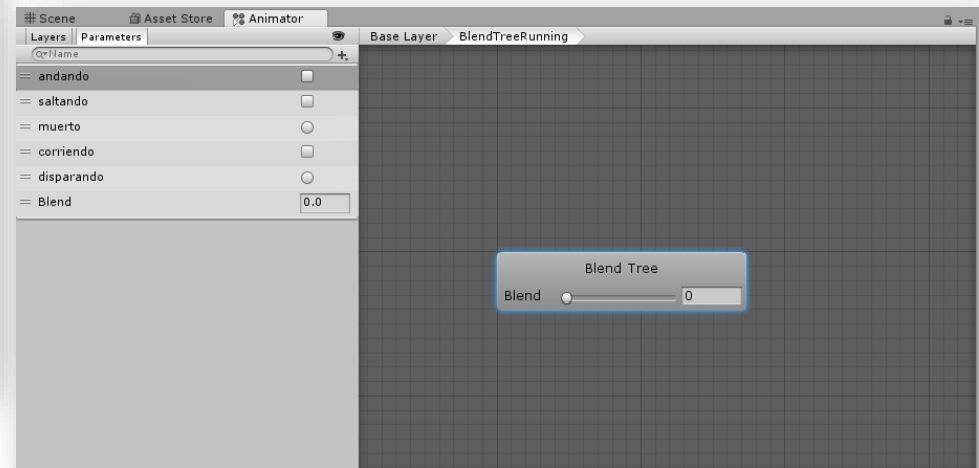 Scene Asset Store Animator
Layers Parameters
Base Layer BlendTreeRunning
Name
andando
saltando
muerto
corriendo
disparando
Blend 0.0
Blend Tree
Blend 0